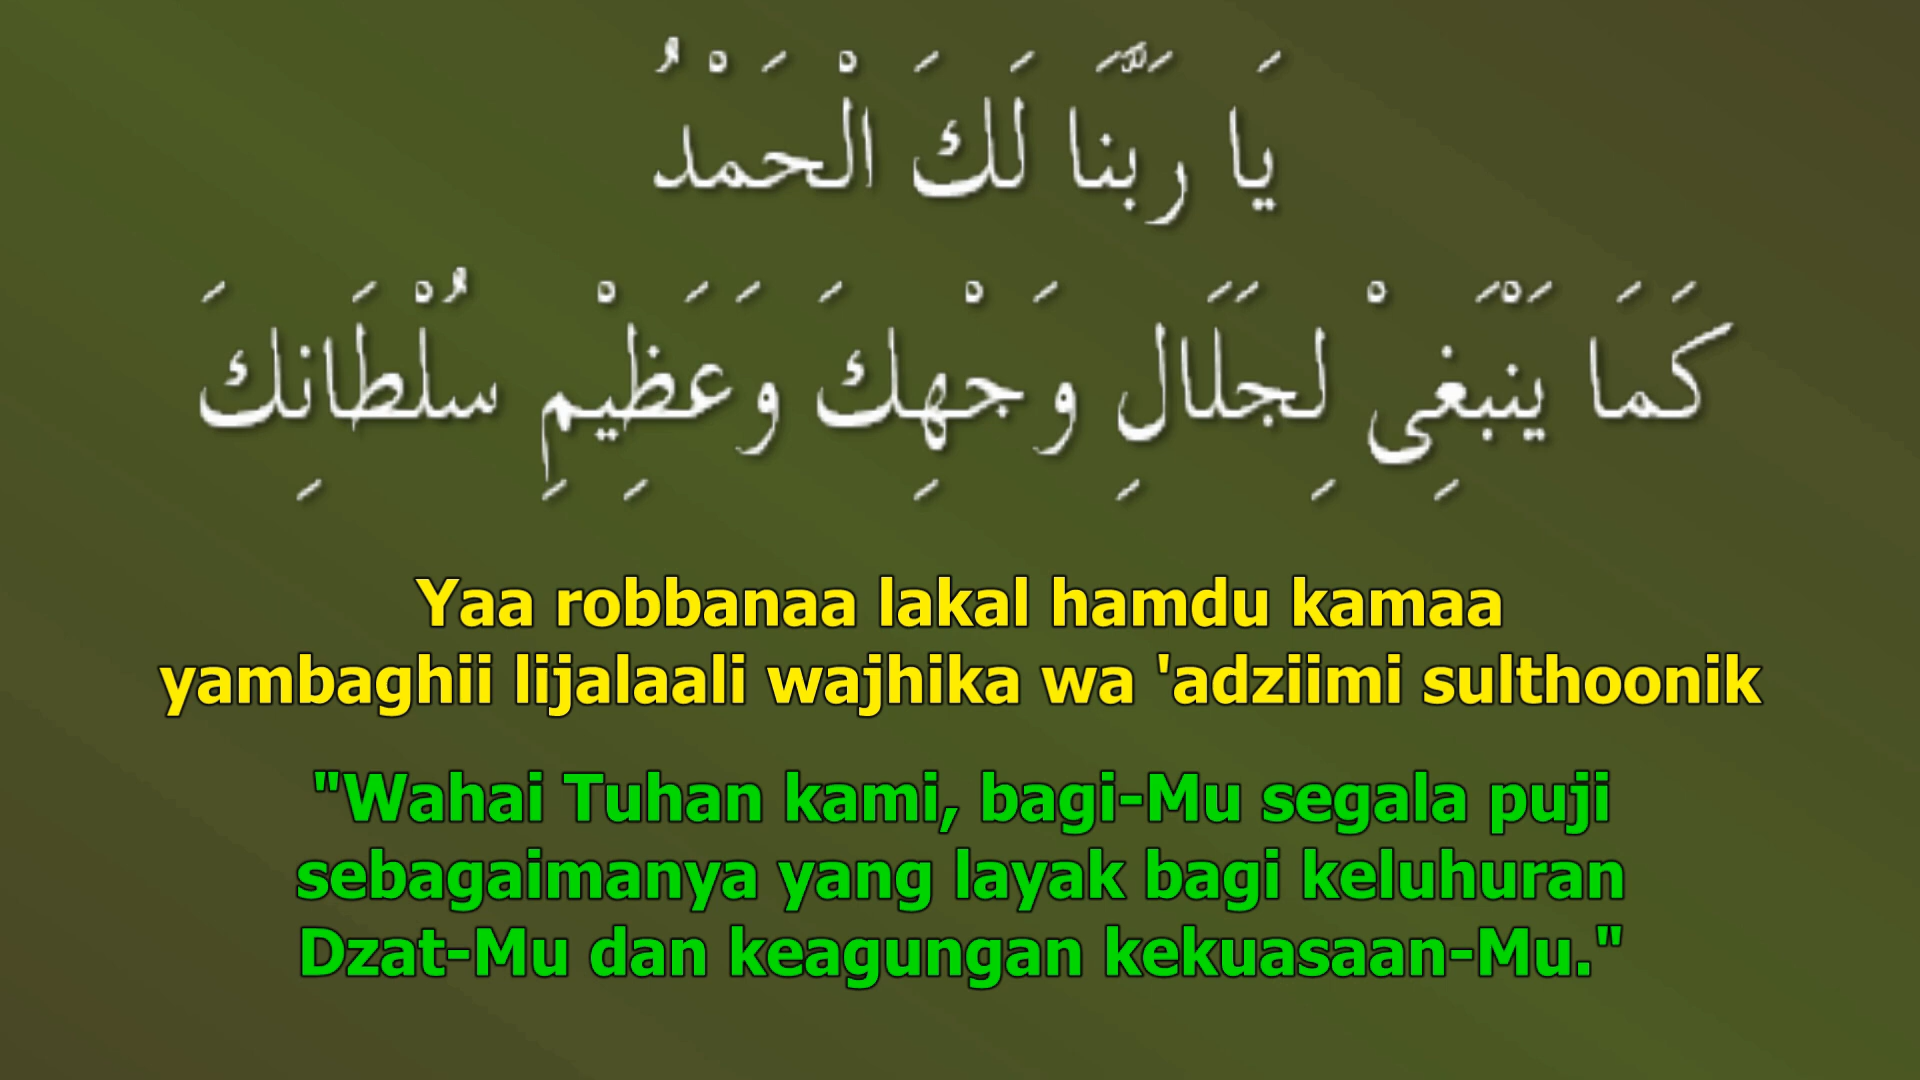 يَا رَبَّنَا لَكَ الْحَمْدُ
كَمَا يَنْبَغِيْ لِجَلَالِ وَجْهِكَ وَعَظِيْمِ سُلْطَانِكَ
Yaa robbanaa lakal hamdu kamaa
yambaghii lijalaali wajhika wa 'adziimi sulthoonik
"Wahai Tuhan kami, bagi-Mu segala puji
sebagaimanya yang layak bagi keluhuran
Dzat-Mu dan keagungan kekuasaan-Mu."